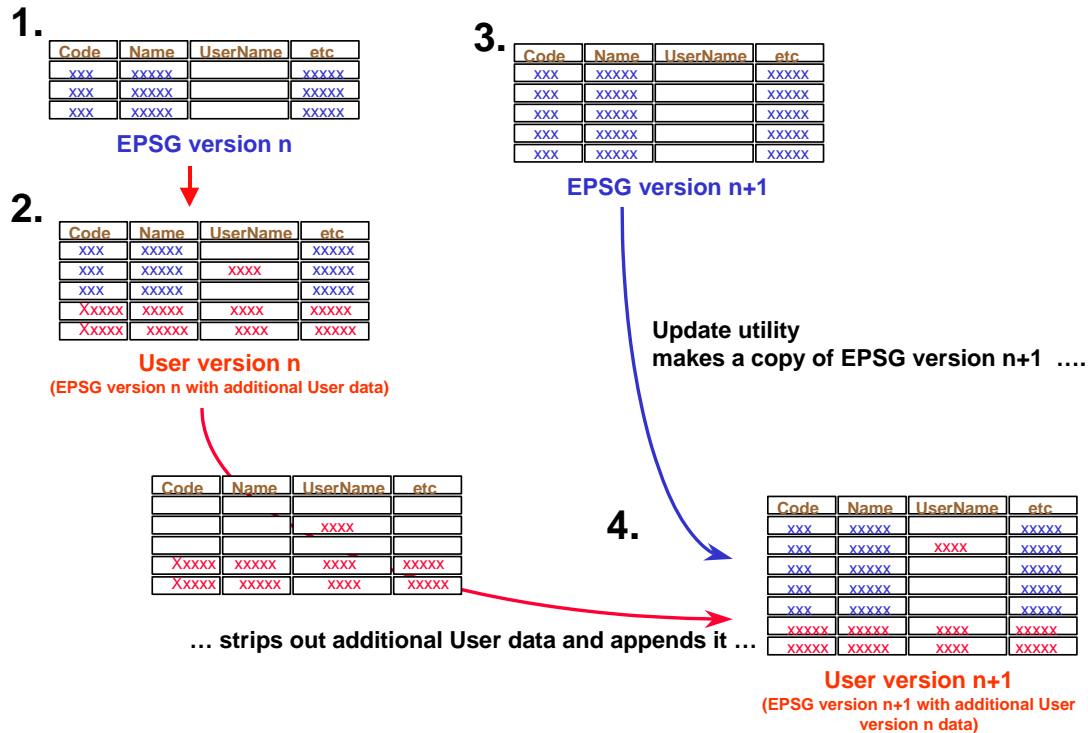 1.
Code Name UserName etc
xxx xxxxx xxxxx
xxx xxxxx xxxxx
xxx xxxxx xxxxx
EPSG version n
2.
Code Name UserName etc
xxx xxxxx xxxxx
xxx xxxxx xxxx xxxxx
xxx xxxxx xxxxx
Xxxxx xxxxx xxxx xxxxx
Xxxxx xxxxx xxxx xxxxx
User version n
(EPSG version n with additional User data)
3.
Code Name UserName etc
xxx xxxxx xxxxx
xxx xxxxx xxxxx
xxx xxxxx xxxxx
xxx xxxxx xxxxx
xxx xxxxx xxxxx
EPSG version n+1
Update utility
makes a copy of EPSG version n+1 ….
Code Name UserName etc
xxxx
Xxxxx xxxxx xxxx xxxxx
Xxxxx xxxxx xxxx xxxxx
… strips out additional User data and appends it …
4.
Code Name UserName etc
xxx xxxxx xxxxx
xxx xxxxx xxxx xxxxx
xxx xxxxx xxxxx
xxx xxxxx xxxxx
xxx xxxxx xxxxx
xxxxx xxxxx xxxx xxxxx
xxxxx xxxxx xxxx xxxxx
User version n+1
(EPSG version n+1 with additional User
version n data)